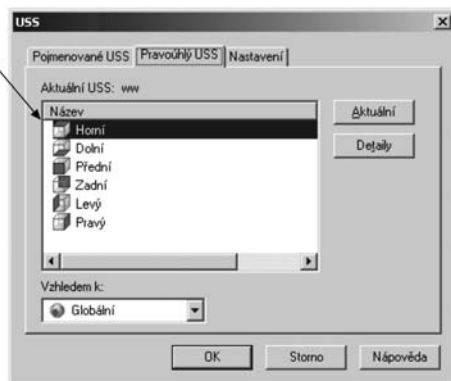 USS
Pojmenované USS Pravoúhlý USS Nastavení
Aktuální USS: ww
Název
Horní
Dolní
Přední
Zadní
Levý
Pravý
Aktuální
Detaily
Vzhledem k:
Globální
OK Storno Nápověda